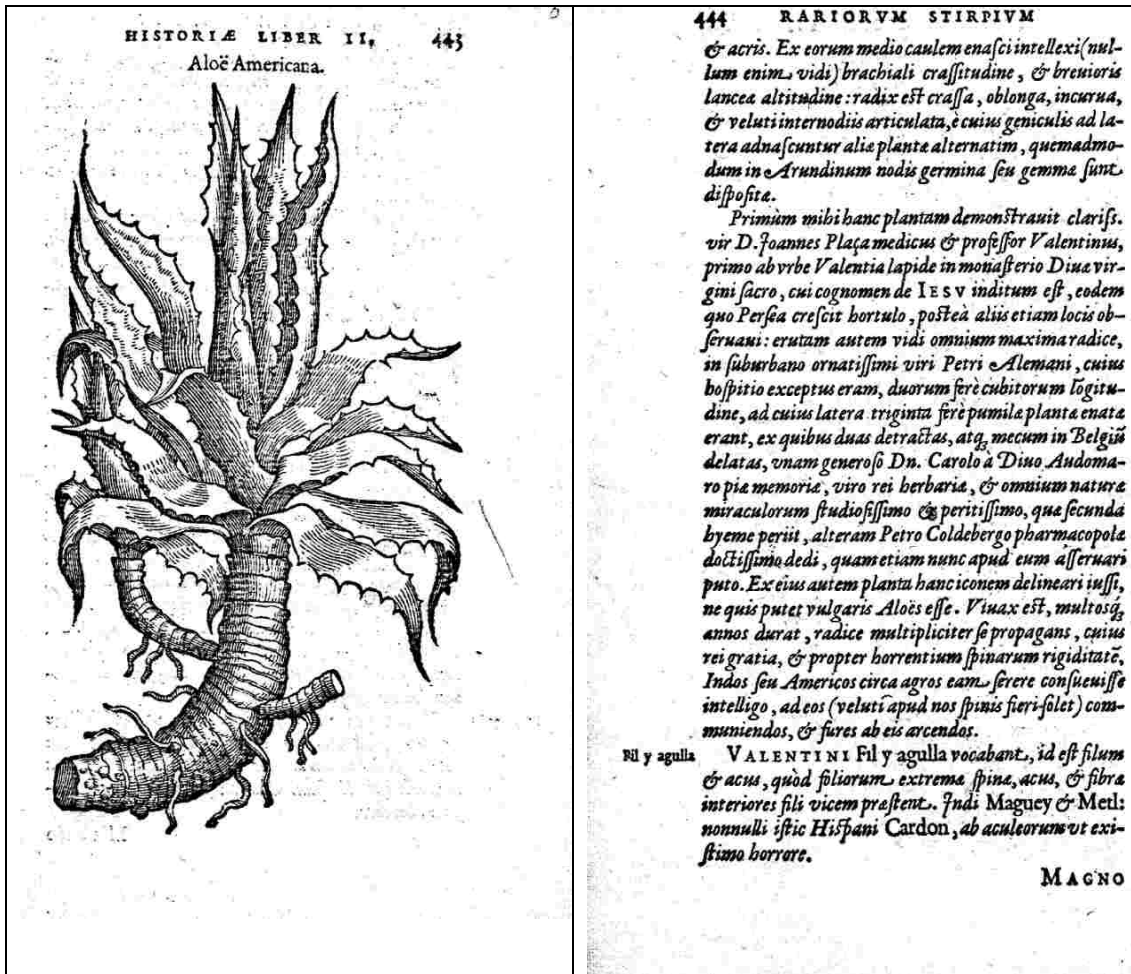 HISTORIÆ LIBER II. 443
Aloë Americana.
444 RARIORVM STIRPIVM
& acris. Ex eorum medio caulem enaſci intellexi (nul-
lum enim vidi) brachiali craſſitudine, & breuioris
lanceæ altitudine: radix eſt craſſa, oblonga, incurua,
& veluti internodiis articulata, è cuius geniculis ad la-
tera adnaſcuntur aliæ plantæ alternatim, quemadmo-
dum in Arundinum nodis germina ſeu gemmæ ſunt
diſpoſitæ.
Primùm mihi hanc plantam demonſtrauit clariſs.
vir D. Joannes Plaça medicus & profeſſor Valentinus,
primo ab vrbe Valentia lapide in monaſterio Diuæ vir-
gini ſacro, cui cognomen de IESV inditum eſt, eodem
quo Perſea creſcit hortulo, poſteà aliis etiam locis ob-
ſeruaui: erutam autem vidi omnium maxima radice,
in ſuburbano ornatiſſimi viri Petri Alemani, cuius
hoſpitio exceptus eram, duorum ferè cubitorum lōgitu-
dine, ad cuius latera triginta ferè pumilæ plantæ enatæ
erant, ex quibus duas detractas, atq; mecum in Belgiū
delatas, vnam generoſo Dn. Carolo à Diuo Audoma-
ro piæ memoriæ, viro rei herbariæ, & omnium naturæ
miraculorum ſtudioſiſſimo & peritiſſimo, quæ ſecunda
hyeme periit, alteram Petro Coldebergo pharmacopolæ
doctiſſimo dedi, quam etiam nunc apud eum aſſeruari
puto. Ex eius autem planta hanc iconem delineari iuſſi,
ne quis putet vulgaris Aloës eſſe. Viuax eſt, multosq;
annos durat, radice multipliciter ſe propagans, cuius
rei gratia, & propter horrentium ſpinarum rigiditatē,
Indos ſeu Americos circa agros eam ſerere conſueuiſſe
intelligo, ad eos (veluti apud nos ſpinis fieri ſolet) com-
muniendos, & fures ab eis arcendos.
Fil y agulla VALENTINI Fil y agulla vocabant, id eſt filum
& acus, quòd foliorum extrema ſpina, acus, & fibræ
interiores fili vicem præſtent. Indi Maguey & Metl:
nonnulli iſtic Hiſpani Cardon, ab aculeorum vt exi-
ſtimo horrore.
MAGNO